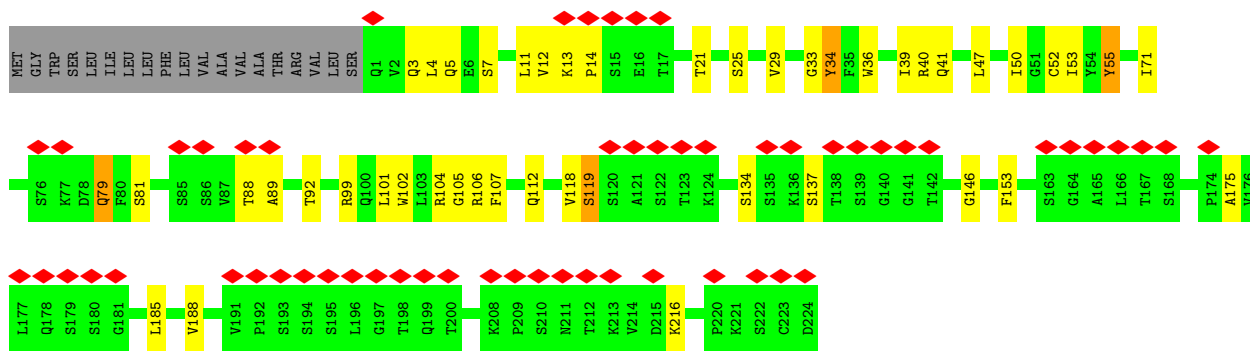 MET GLY TRP SER LEU ILE LEU LEU PHE LEU VAL ALA VAL ALA THR ARG VAL LEU SER Q1 V2 Q3 L4 Q5 E6 S7 L11 V12 K13 P14 S15 E16 T17 T21 S25 V29 G33 Y34 F35 W36 I39 R40 Q41 L47 I50 G51 C52 I53 Y54 Y55 I71
S76 K77 D78 Q79 F80 S81 S85 S86 V87 T88 A89 T92 R99 Q100 L101 W102 L103 R104 G105 R106 F107 Q112 V118 S119 S120 A121 S122 T123 K124 S134 S135 K136 S137 T138 S139 G140 G141 T142 G146 F153 S163 G164 A165 L166 T167 S168 P174 A175 V176
L177 Q178 S179 S180 G181 L185 V188 V191 P192 S193 S194 S195 L196 G197 T198 Q199 T200 K208 P209 S210 N211 T212 K213 V214 D215 K216 P220 K221 S222 C223 D224